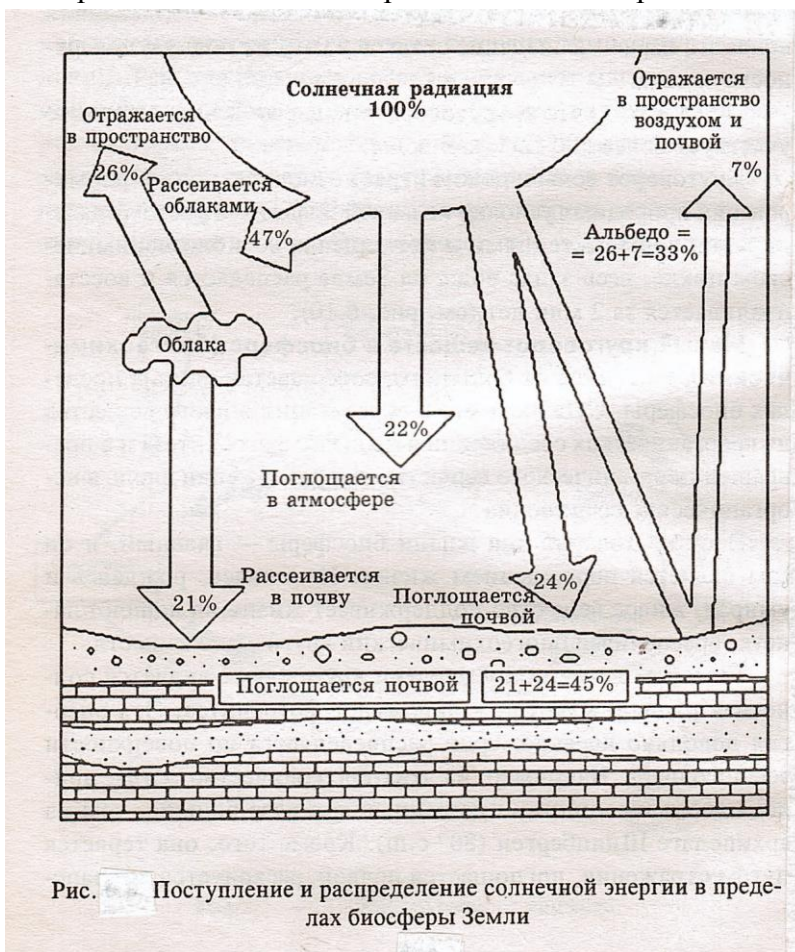 Солнечная радиация
100%
Отражается
в пространство
26%
Рассеивается
облаками
47%
Отражается
в пространство
воздухом и
почвой
7%
Альбедо =
= 26+7=33%
Облака
22%
Поглощается
в атмосфере
Рассеивается
в почву
21%
Поглощается
почвой
24%
Поглощается почвой
21+24=45%
Рис. Поступление и распределение солнечной энергии в преде-
лах биосферы Земли